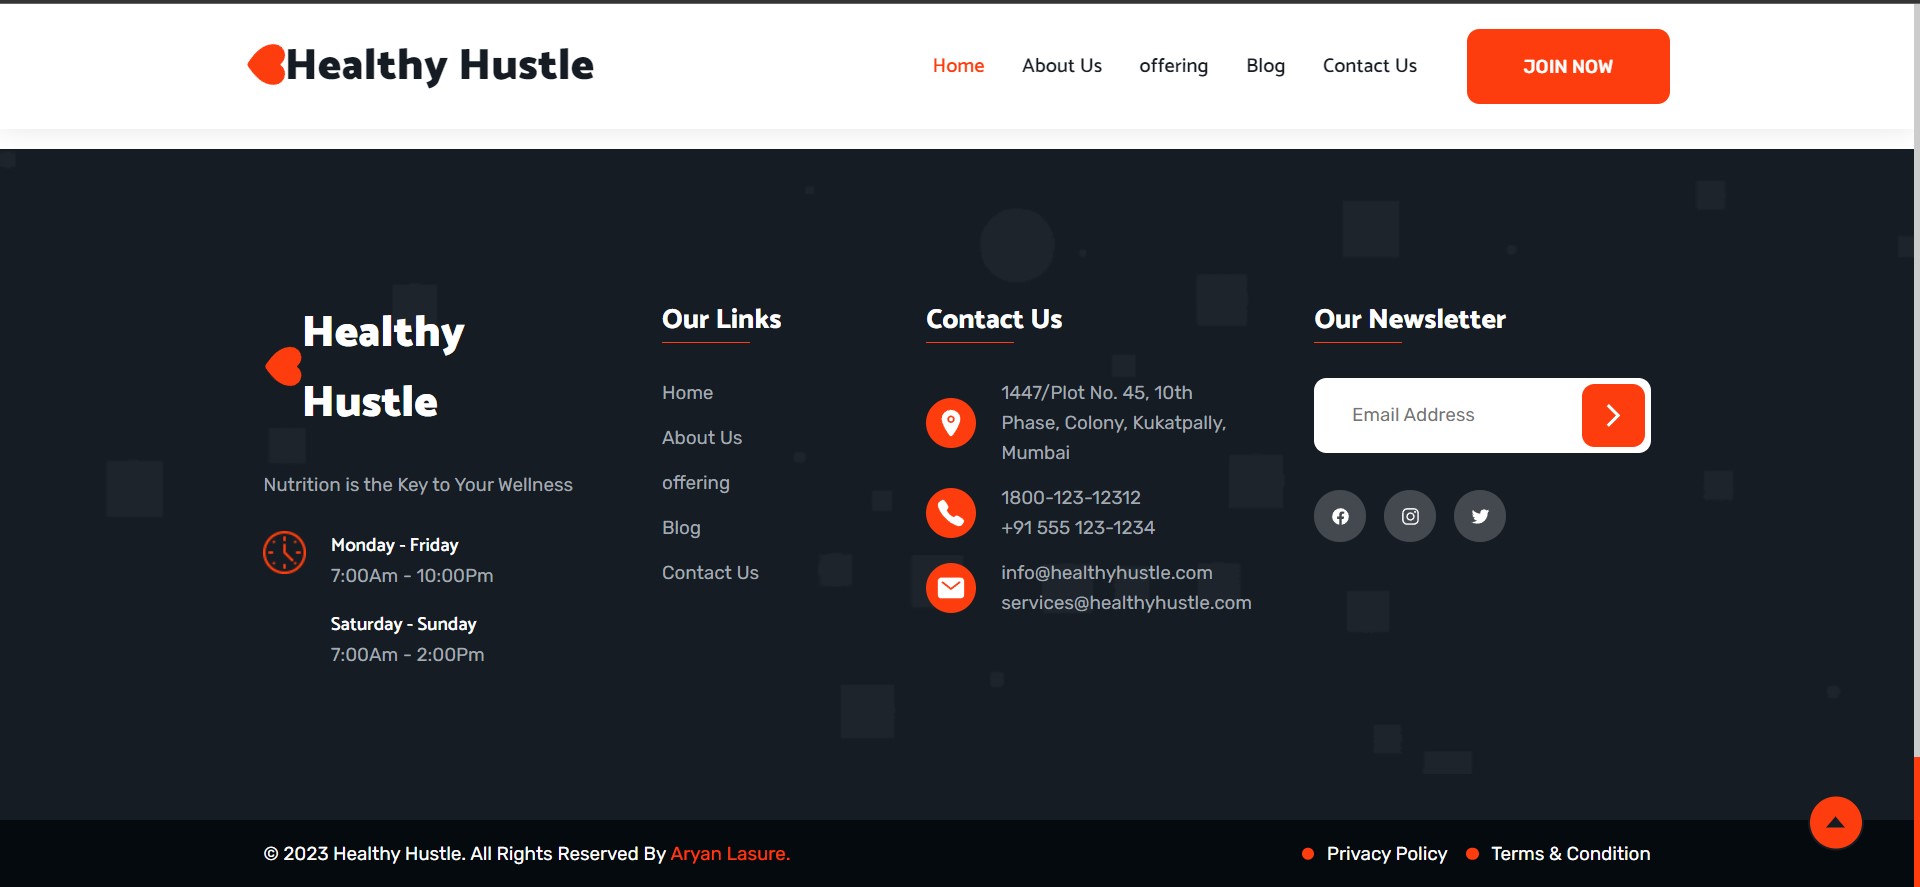 Healthy Hustle
Home
About Us
offering
Blog
Contact Us
JOIN NOW
Healthy
Hustle
Nutrition is the Key to Your Wellness
Monday - Friday
7:00Am - 10:00Pm
Saturday - Sunday
7:00Am - 2:00Pm
Our Links
Home
About Us
offering
Blog
Contact Us
Contact Us
1447/Plot No. 45, 10th
Phase, Colony, Kukatpally,
Mumbai
1800-123-12312
+91 555 123-1234
info@healthyhustle.com
services@healthyhustle.com
Our Newsletter
Email Address
© 2023 Healthy Hustle. All Rights Reserved By Aryan Lasure.
Privacy Policy
Terms & Condition